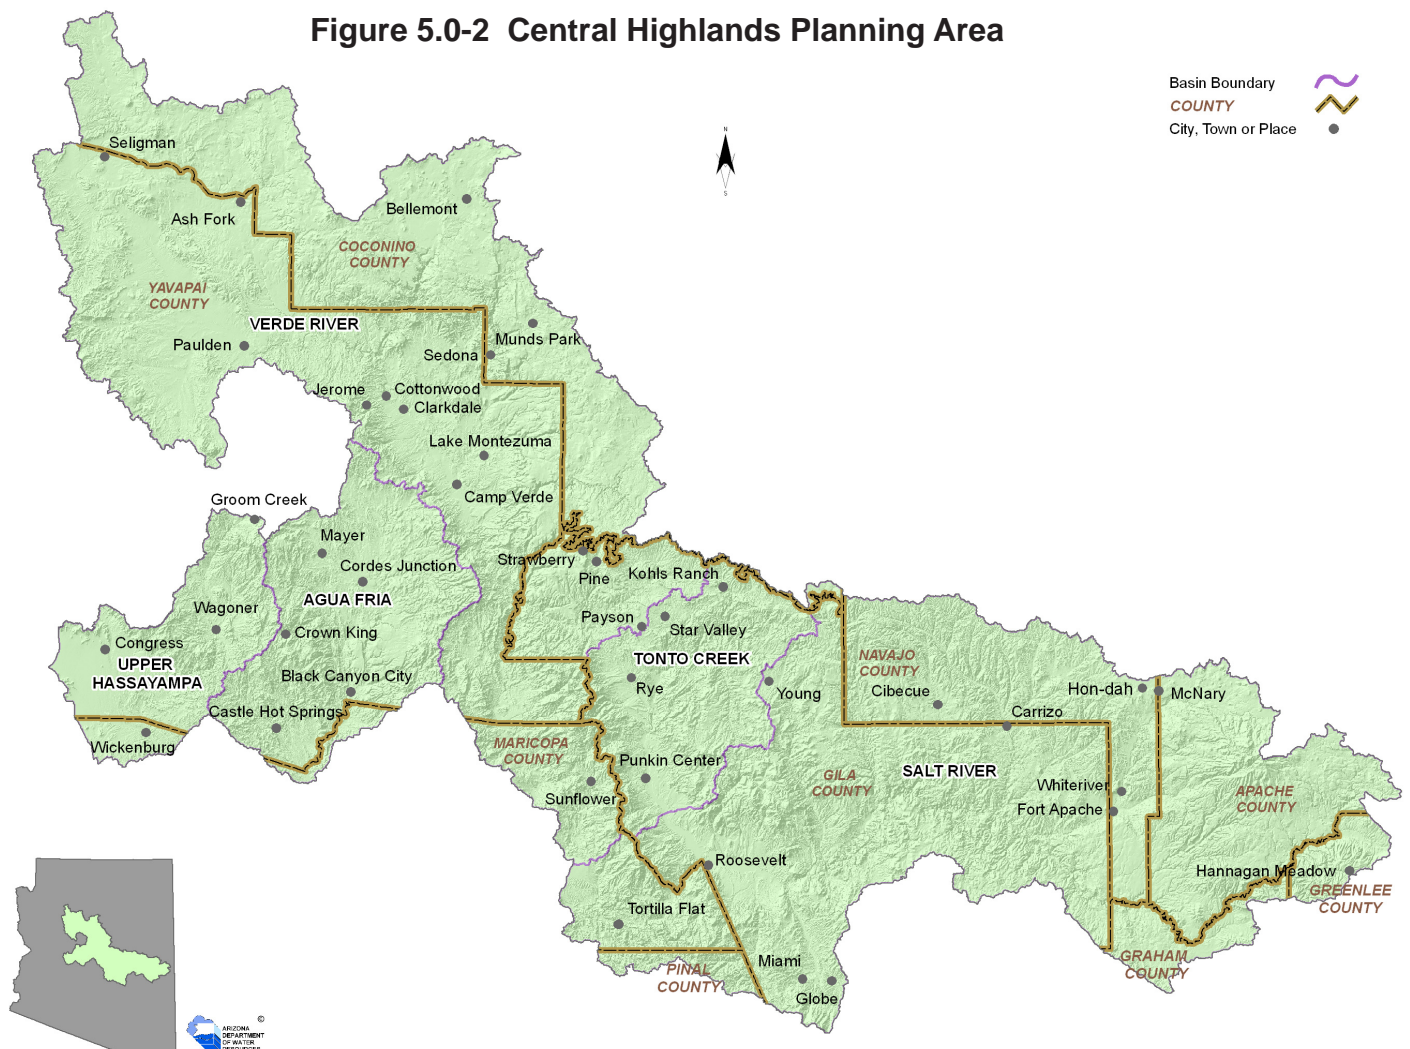 Figure 5.0-2  Central Highlands Planning Area
Basin Boundary
COUNTY
City, Town or Place
N
S
Seligman
Ash Fork
Bellemont
COCONINO
COUNTY
YAVAPAI
COUNTY
VERDE RIVER
Paulden
Munds Park
Sedona
Jerome
Cottonwood
Clarkdale
Lake Montezuma
Camp Verde
Groom Creek
Mayer
Cordes Junction
AGUA FRIA
Strawberry
Pine
Kohls Ranch
Wagoner
Payson
Star Valley
Congress
Crown King
UPPER
HASSAYAMPA
TONTO CREEK
NAVAJO
COUNTY
Black Canyon City
Rye
Young
Cibecue
Hon-dah
McNary
Castle Hot Springs
Carrizo
Wickenburg
MARICOPA
COUNTY
Punkin Center
GILA
COUNTY
SALT RIVER
Sunflower
Whiteriver
Fort Apache
APACHE
COUNTY
Roosevelt
Hannagan Meadow
GREENLEE
COUNTY
Tortilla Flat
PINAL
COUNTY
Miami
Globe
GRAHAM
COUNTY
©
ARIZONA
DEPARTMENT
OF WATER
RESOURCES